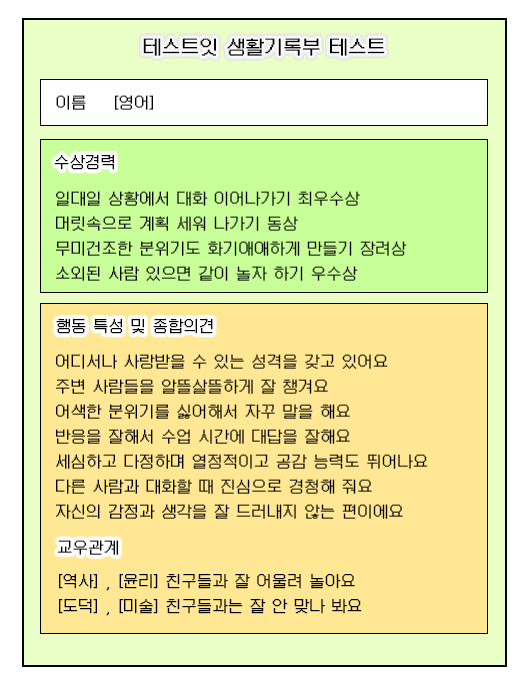 테스트잇 생활기록부 테스트
이름 [영어]
수상경력
일대일 상황에서 대화 이어나가기 최우수상
머릿속으로 계획 세워 나가기 동상
무미건조한 분위기도 화기애애하게 만들기 장려상
소외된 사람 있으면 같이 놀자 하기 우수상
행동 특성 및 종합의견
어디서나 사랑받을 수 있는 성격을 갖고 있어요
주변 사람들을 알뜰살뜰하게 잘 챙겨요
어색한 분위기를 싫어해서 자꾸 말을 해요
반응을 잘해서 수업 시간에 대답을 잘해요
세심하고 다정하며 열정적이고 공감 능력도 뛰어나요
다른 사람과 대화할 때 진심으로 경청해 줘요
자신의 감정과 생각을 잘 드러내지 않는 편이에요
교우관계
[역사] , [윤리] 친구들과 잘 어울려 놀아요
[도덕] , [미술] 친구들과는 잘 안 맞나 봐요